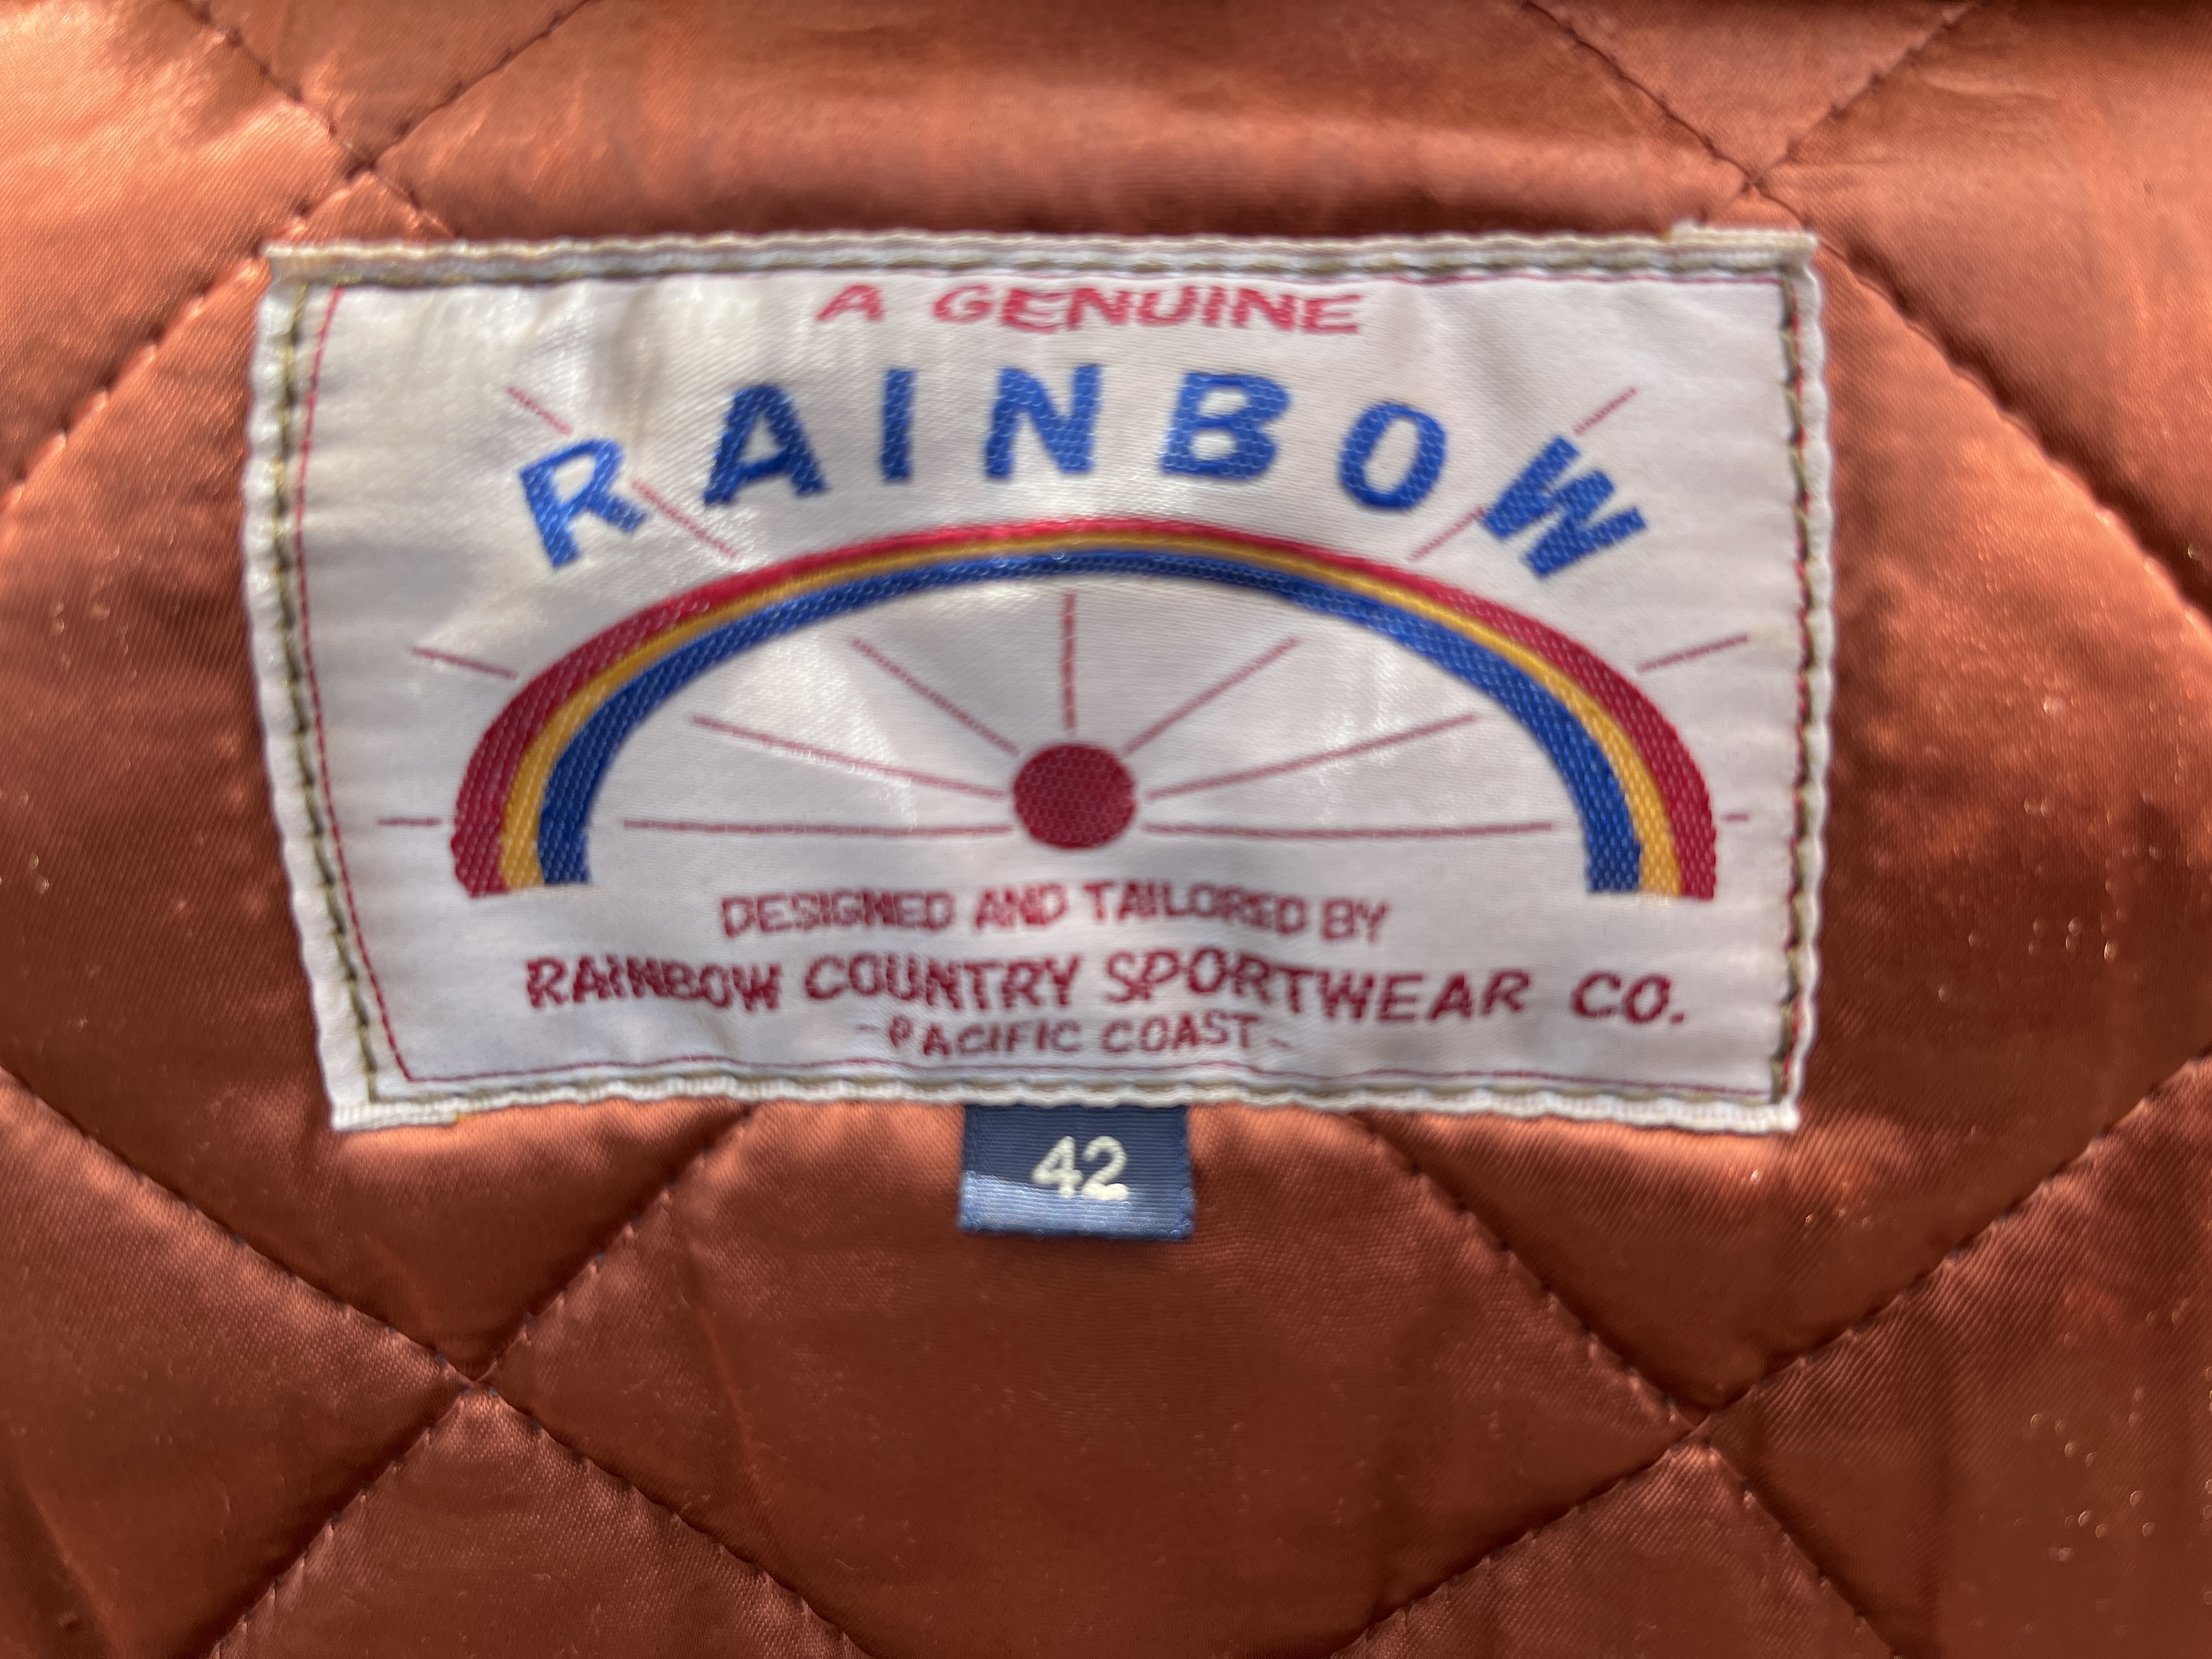 A GENUINE
RAINBOW
DESIGNED AND TAILORED BY
RAINBOW COUNTRY SPORTWEAR CO.
-PACIFIC COAST-
42